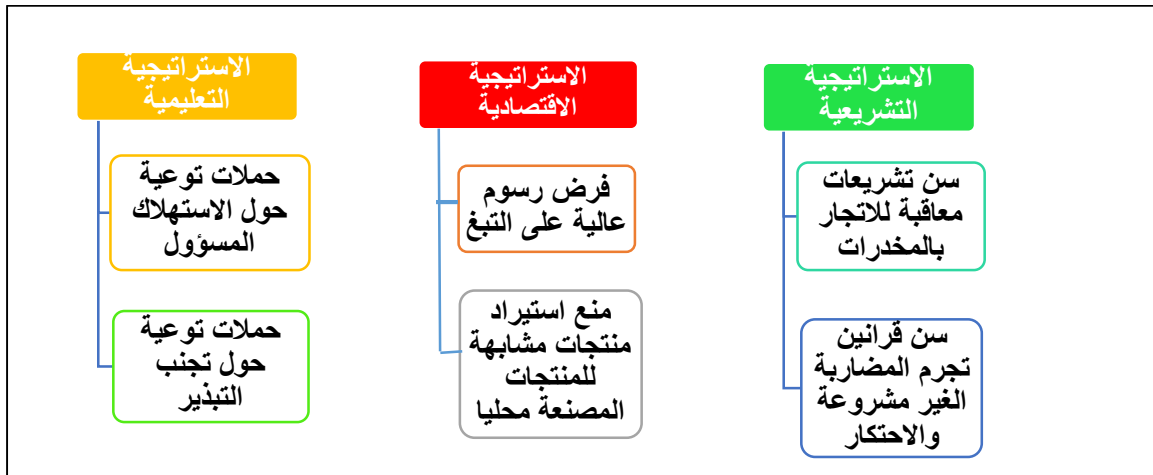 الاستراتيجية
التشريعية
سن تشريعات
معاقبة للاتجار
بالمخدرات
سن قرانين
تجرم المضاربة
الغير مشروعة
والاحتكار
الاستراتيجية
الاقتصادية
فرض رسوم
عالية على التبغ
منع استيراد
منتجات مشابهة
للمنتجات
المصنعة محليا
الاستراتيجية
التعليمية
حملات توعية
حول الاستهلاك
المسؤول
حملات توعية
حول تجنب
التبذير